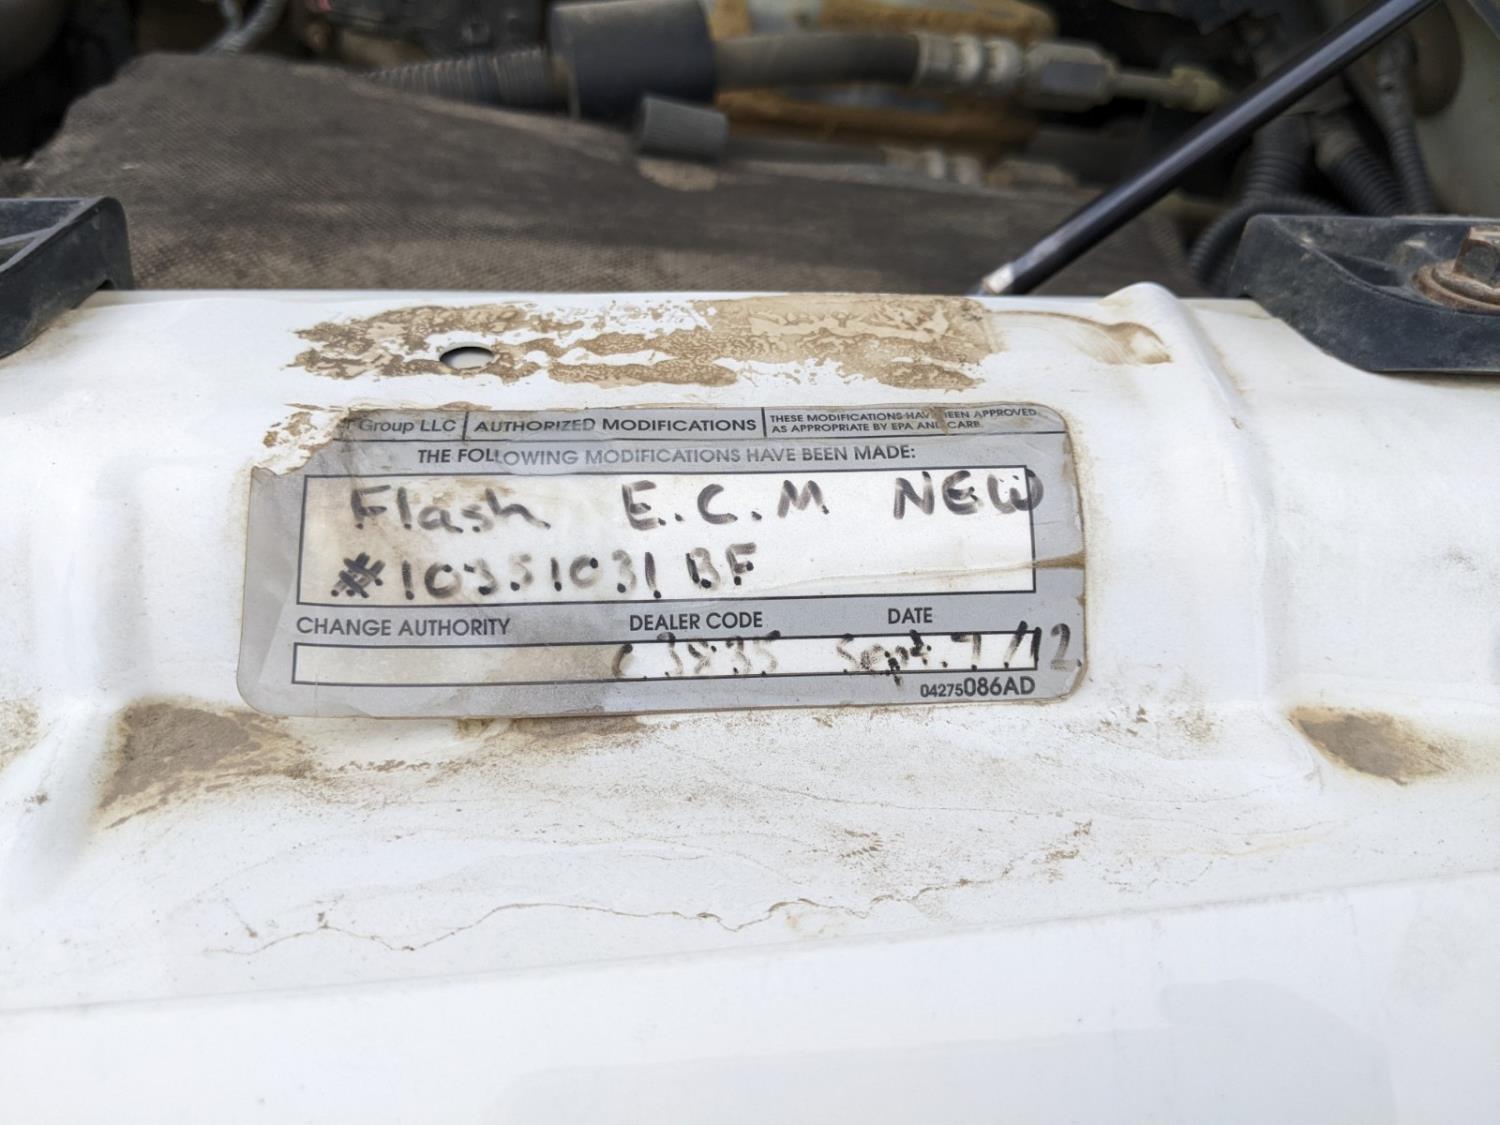 Group LLC
AUTHORIZED MODIFICATIONS
THESE MODIFICATIONS HAVE BEEN APPROVED
AS APPROPRIATE BY EPA AND CARB
THE FOLLOWING MODIFICATIONS HAVE BEEN MADE:
Flash E.C.M NEW
#10351031BF
CHANGE AUTHORITY DEALER CODE DATE
C3835 Sept. 7/12
04275086AD